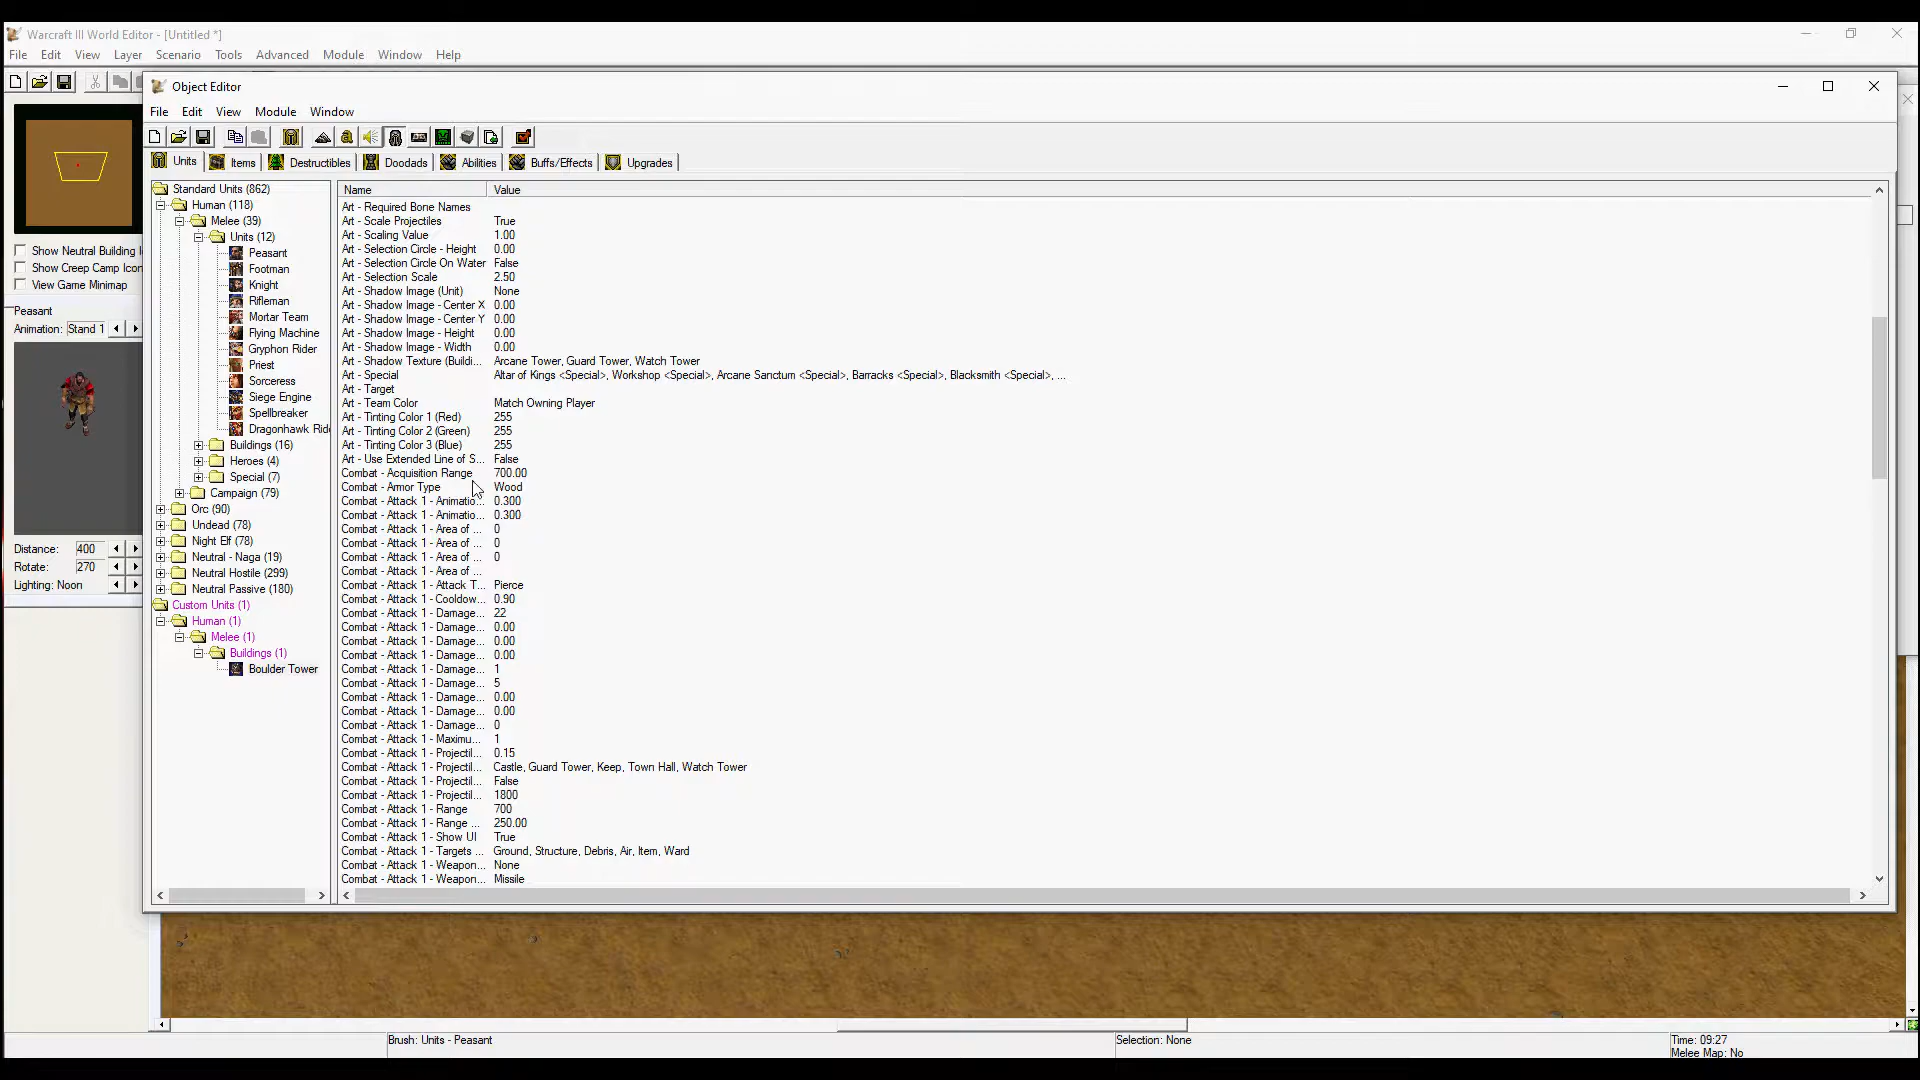 Warcraft III World Editor - [Untitled *]
File Edit View Layer Scenario Tools Advanced Module Window Help
Object Editor
File Edit View Module Window
Units Items Destructibles Doodads Abilities Buffs/Effects Upgrades
Show Neutral Building I
Show Creep Camp Icon
View Game Minimap
Peasant
Animation: Stand 1
Distance: 400
Rotate: 270
Lighting: Noon
Standard Units (862)
Human (118)
Melee (39)
Units (12)
Peasant
Footman
Knight
Rifleman
Mortar Team
Flying Machine
Gryphon Rider
Priest
Sorceress
Siege Engine
Spellbreaker
Dragonhawk Ride
Buildings (16)
Heroes (4)
Special (7)
Campaign (79)
Orc (90)
Undead (78)
Night Elf (78)
Neutral - Naga (19)
Neutral Hostile (299)
Neutral Passive (180)
Custom Units (1)
Human (1)
Melee (1)
Buildings (1)
Boulder Tower
Name Value
Art - Required Bone Names
Art - Scale Projectiles True
Art - Scaling Value 1.00
Art - Selection Circle - Height 0.00
Art - Selection Circle On Water False
Art - Selection Scale 2.50
Art - Shadow Image (Unit) None
Art - Shadow Image - Center X 0.00
Art - Shadow Image - Center Y 0.00
Art - Shadow Image - Height 0.00
Art - Shadow Image - Width 0.00
Art - Shadow Texture (Buildi... Arcane Tower, Guard Tower, Watch Tower
Art - Special Altar of Kings <Special>, Workshop <Special>, Arcane Sanctum <Special>, Barracks <Special>, Blacksmith <Special>, ...
Art - Target
Art - Team Color Match Owning Player
Art - Tinting Color 1 (Red) 255
Art - Tinting Color 2 (Green) 255
Art - Tinting Color 3 (Blue) 255
Art - Use Extended Line of S... False
Combat - Acquisition Range 700.00
Combat - Armor Type Wood
Combat - Attack 1 - Animatio... 0.300
Combat - Attack 1 - Animatio... 0.300
Combat - Attack 1 - Area of ... 0
Combat - Attack 1 - Area of ... 0
Combat - Attack 1 - Area of ... 0
Combat - Attack 1 - Area of ...
Combat - Attack 1 - Attack T... Pierce
Combat - Attack 1 - Cooldow... 0.90
Combat - Attack 1 - Damage... 22
Combat - Attack 1 - Damage... 0.00
Combat - Attack 1 - Damage... 0.00
Combat - Attack 1 - Damage... 0.00
Combat - Attack 1 - Damage... 1
Combat - Attack 1 - Damage... 5
Combat - Attack 1 - Damage... 0.00
Combat - Attack 1 - Damage... 0.00
Combat - Attack 1 - Damage... 0
Combat - Attack 1 - Maximu... 1
Combat - Attack 1 - Projectil... 0.15
Combat - Attack 1 - Projectil... Castle, Guard Tower, Keep, Town Hall, Watch Tower
Combat - Attack 1 - Projectil... False
Combat - Attack 1 - Projectil... 1800
Combat - Attack 1 - Range 700
Combat - Attack 1 - Range ... 250.00
Combat - Attack 1 - Show UI True
Combat - Attack 1 - Targets ... Ground, Structure, Debris, Air, Item, Ward
Combat - Attack 1 - Weapon... None
Combat - Attack 1 - Weapon... Missile
Brush: Units - Peasant
Selection: None
Time: 09:27
Melee Map: No